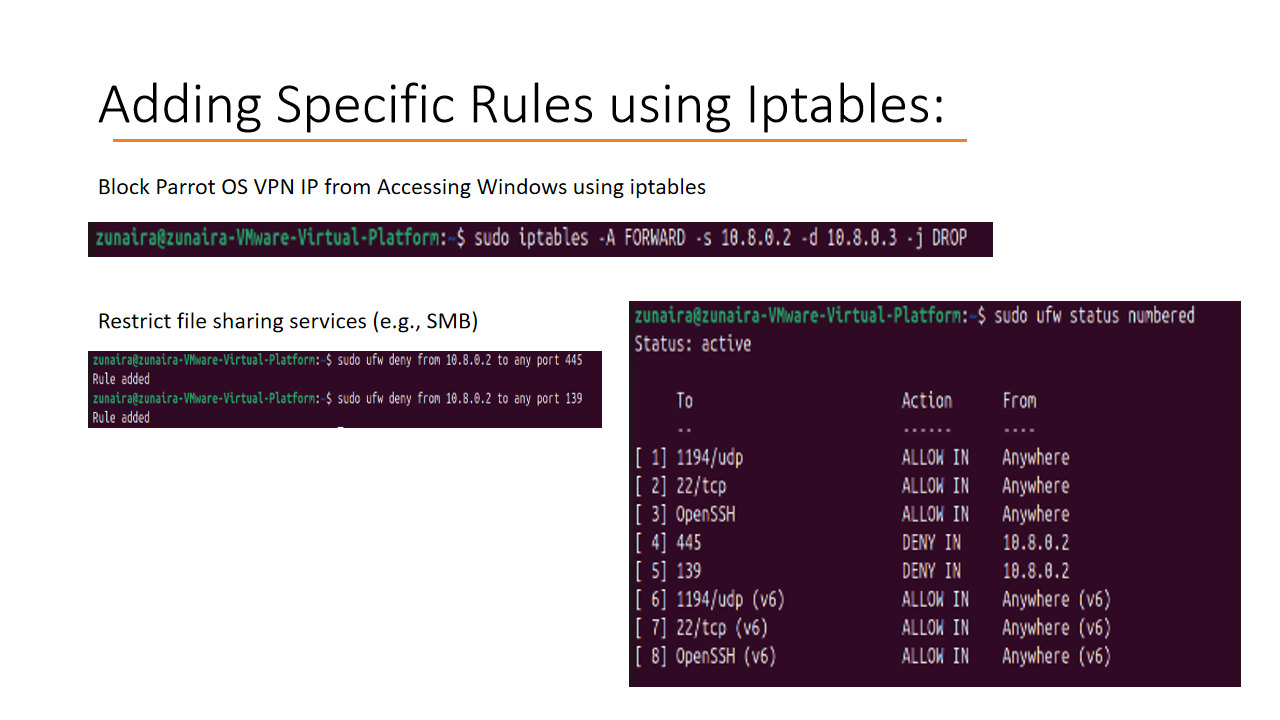 Adding Specific Rules using Iptables:
Block Parrot OS VPN IP from Accessing Windows using iptables
zunaira@zunaira-VMware-Virtual-Platform:~$ sudo iptables -A FORWARD -s 10.8.0.2 -d 10.8.0.3 -j DROP
Restrict file sharing services (e.g., SMB)
zunaira@zunaira-VMware-Virtual-Platform:~$ sudo ufw deny from 10.8.0.2 to any port 445
Rule added
zunaira@zunaira-VMware-Virtual-Platform:~$ sudo ufw deny from 10.8.0.2 to any port 139
Rule added
zunaira@zunaira-VMware-Virtual-Platform:~$ sudo ufw status numbered
Status: active
To Action From
-- ------ ----
[ 1] 1194/udp ALLOW IN Anywhere
[ 2] 22/tcp ALLOW IN Anywhere
[ 3] OpenSSH ALLOW IN Anywhere
[ 4] 445 DENY IN 10.8.0.2
[ 5] 139 DENY IN 10.8.0.2
[ 6] 1194/udp (v6) ALLOW IN Anywhere (v6)
[ 7] 22/tcp (v6) ALLOW IN Anywhere (v6)
[ 8] OpenSSH (v6) ALLOW IN Anywhere (v6)